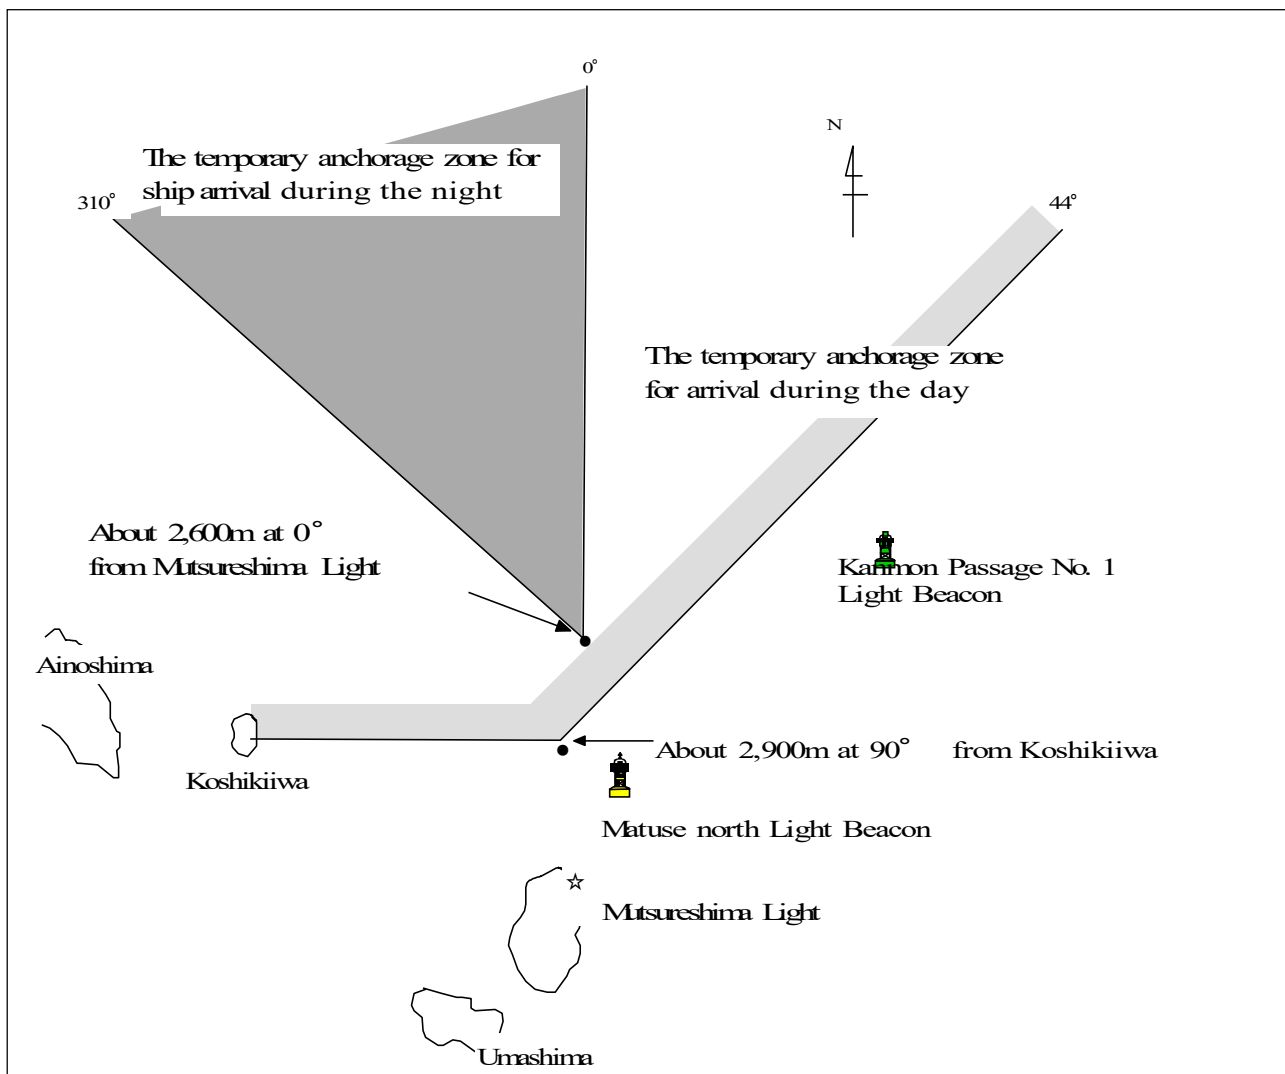 0°
N
The temporary anchorage zone for
ship arrival during the night
310°
44°
The temporary anchorage zone
for arrival during the day
About 2,600m at 0°
from Mutsureshima Light
Kanmon Passage No. 1
Light Beacon
Ainoshima
About 2,900m at 90° from Koshikiiwa
Koshikiiwa
Matuse north Light Beacon
Mutsureshima Light
Umashima